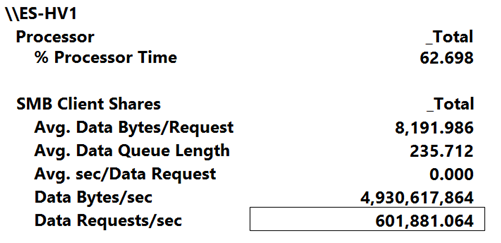 \\ES-HV1
Processor _Total
% Processor Time 62.698
SMB Client Shares _Total
Avg. Data Bytes/Request 8,191.986
Avg. Data Queue Length 235.712
Avg. sec/Data Request 0.000
Data Bytes/sec 4,930,617,864
Data Requests/sec 601,881.064